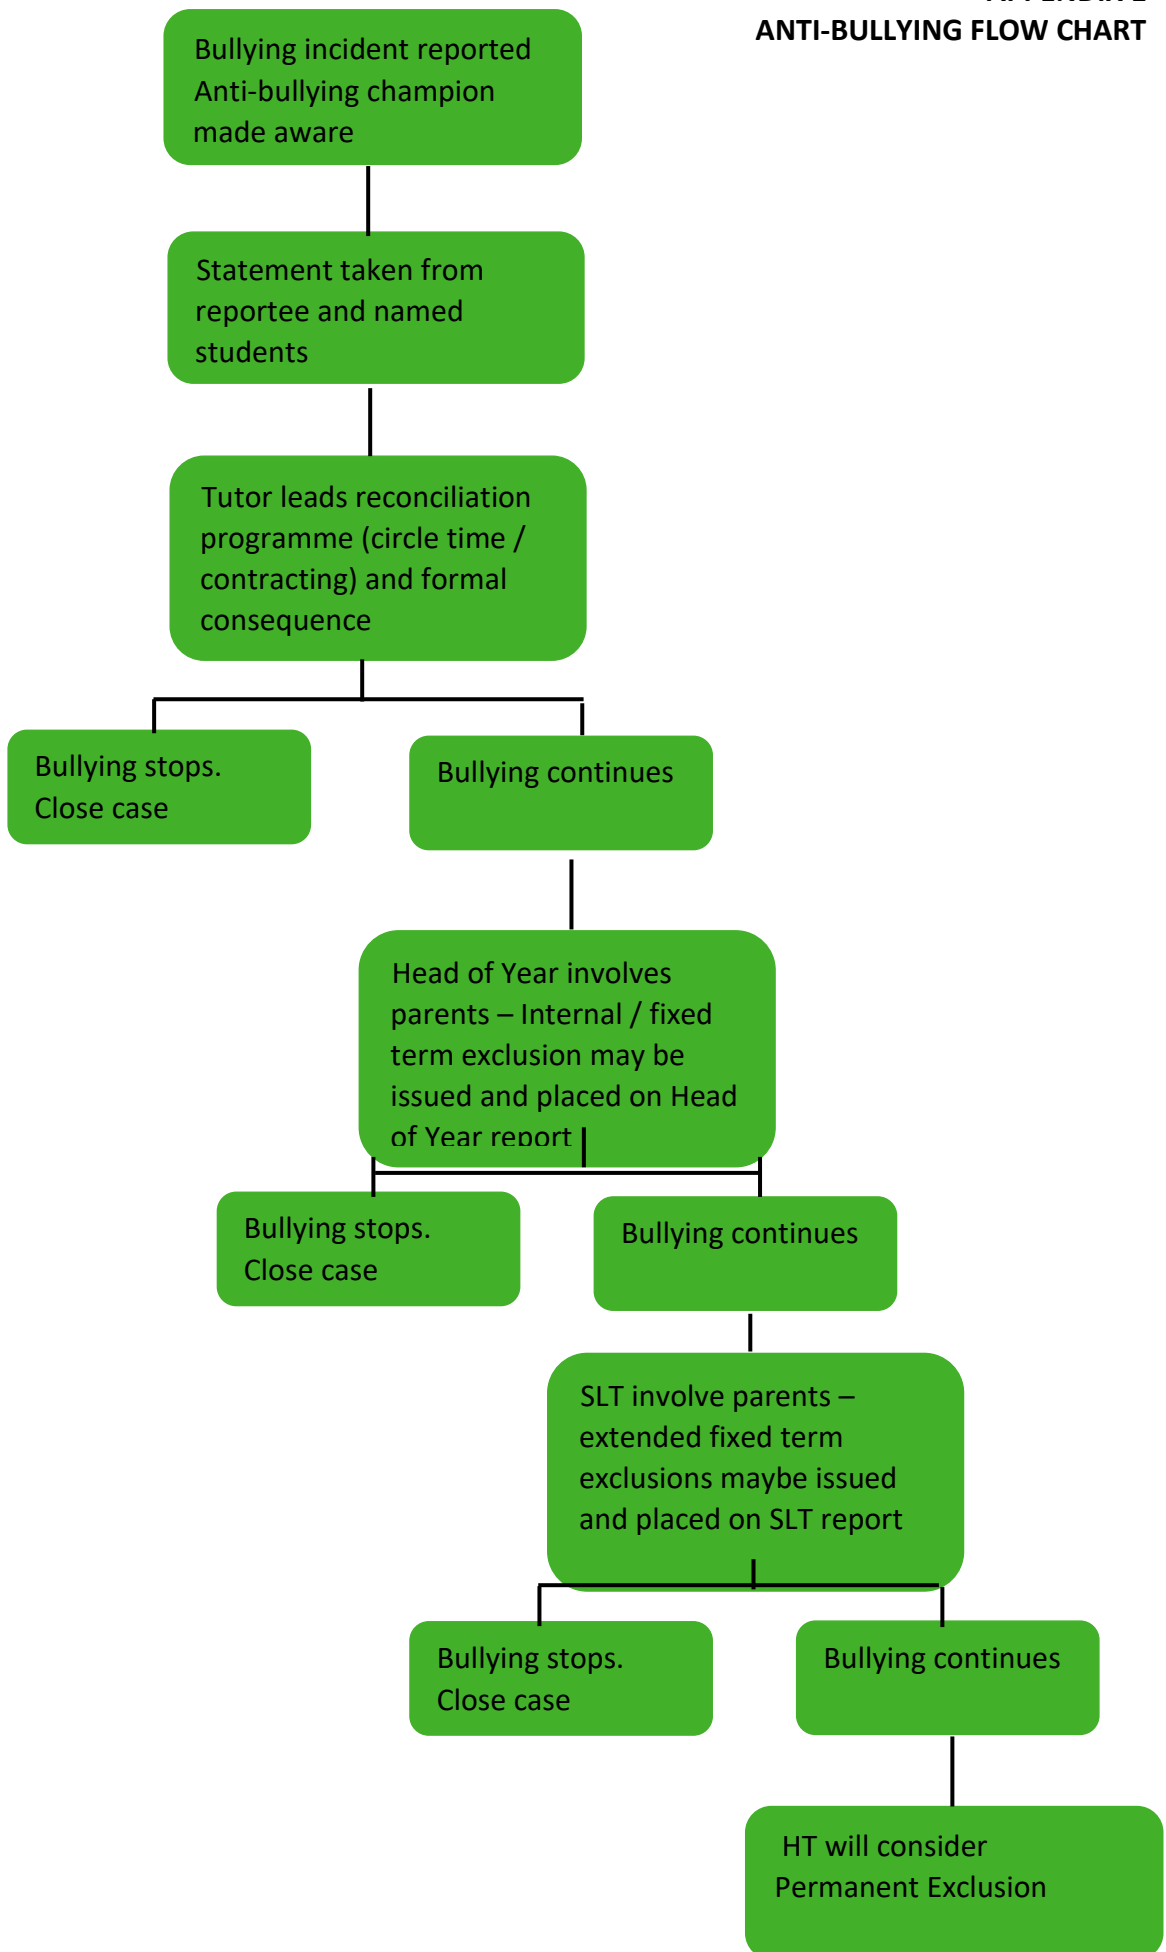 ANTI-BULLYING FLOW CHART
Bullying incident reported
Anti-bullying champion
made aware
Statement taken from
reportee and named
students
Tutor leads reconciliation
programme (circle time /
contracting) and formal
consequence
Bullying stops.
Close case
Bullying continues
Head of Year involves
parents – Internal / fixed
term exclusion may be
issued and placed on Head
of Year report
Bullying stops.
Close case
Bullying continues
SLT involve parents –
extended fixed term
exclusions maybe issued
and placed on SLT report
Bullying stops.
Close case
Bullying continues
HT will consider
Permanent Exclusion